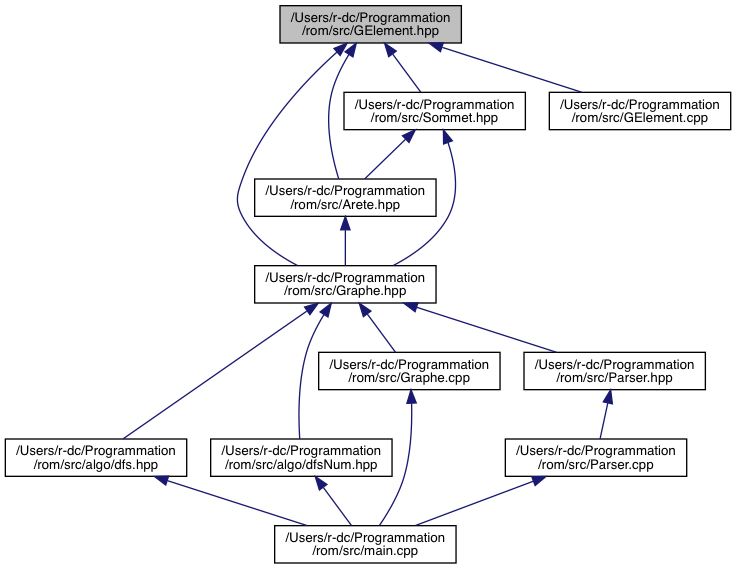 /Users/r-dc/Programmation
/rom/src/GElement.hpp
/Users/r-dc/Programmation
/rom/src/Sommet.hpp
/Users/r-dc/Programmation
/rom/src/GElement.cpp
/Users/r-dc/Programmation
/rom/src/Arete.hpp
/Users/r-dc/Programmation
/rom/src/Graphe.hpp
/Users/r-dc/Programmation
/rom/src/Graphe.cpp
/Users/r-dc/Programmation
/rom/src/Parser.hpp
/Users/r-dc/Programmation
/rom/src/algo/dfs.hpp
/Users/r-dc/Programmation
/rom/src/algo/dfsNum.hpp
/Users/r-dc/Programmation
/rom/src/Parser.cpp
/Users/r-dc/Programmation
/rom/src/main.cpp